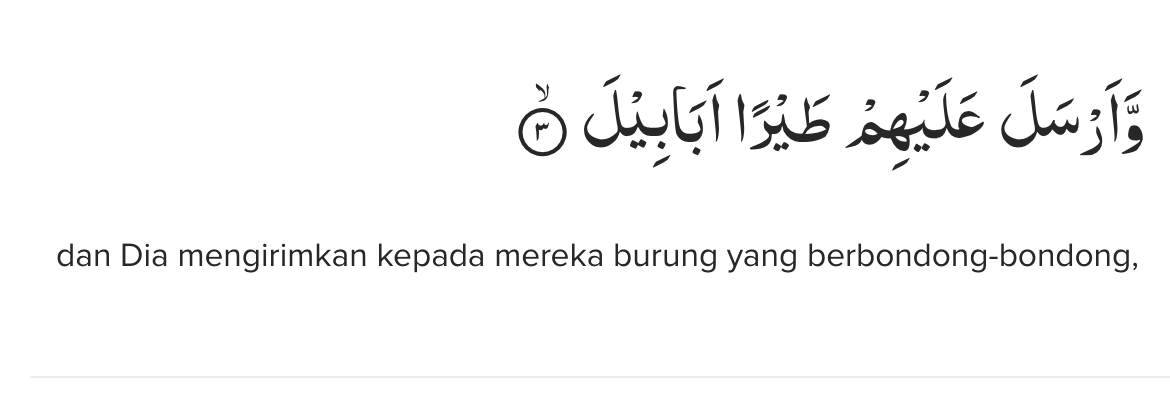 وَّاَرْسَلَ عَلَيْهِمْ طَيْرًا اَبَابِيْلَۙ ٣
dan Dia mengirimkan kepada mereka burung yang berbondong-bondong,